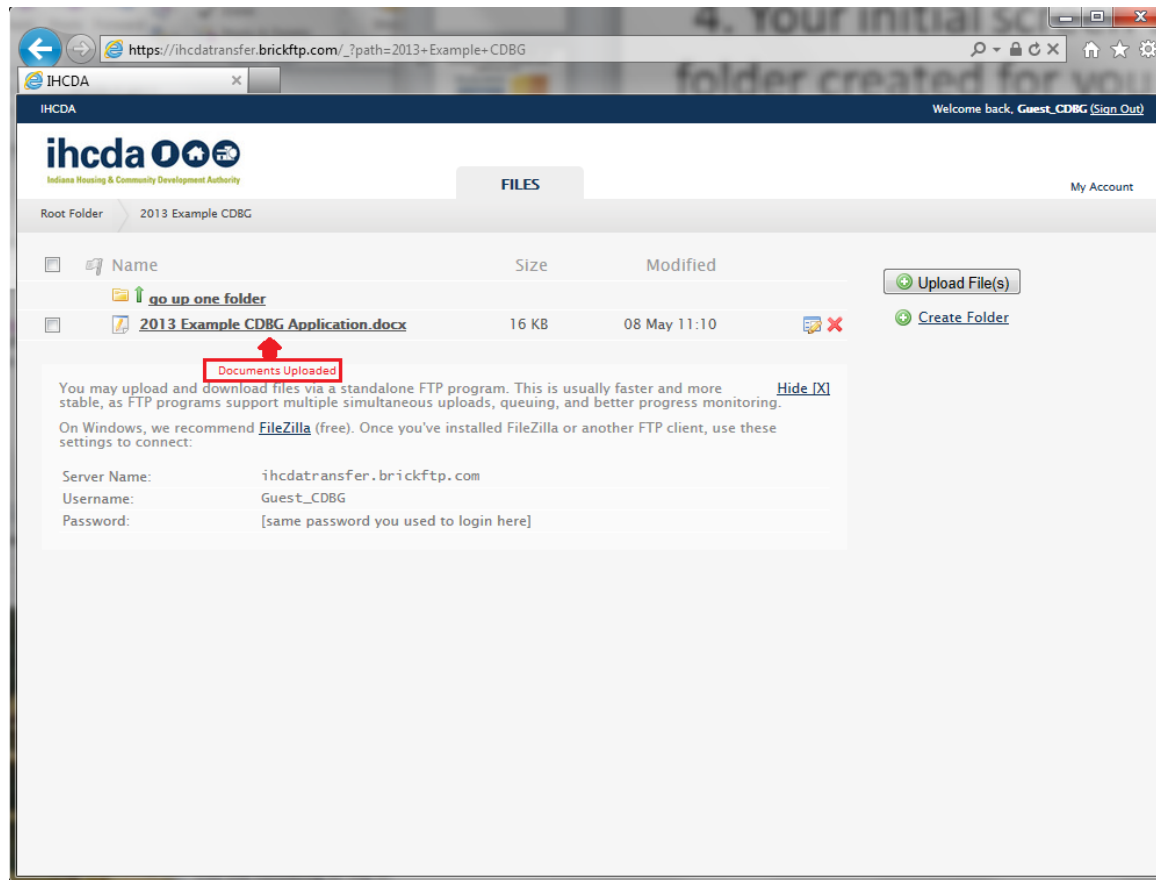 4. Your initial sc
https://ihcdatransfer.brickftp.com/_?path=2013+Example+CDBG
IHCDA
folder created for you
IHCDA
Welcome back, Guest_CDBG (Sign Out)
ihcda
Indiana Housing & Community Development Authority
FILES
My Account
Root Folder
2013 Example CDBG
Name
Size
Modified
Upload File(s)
go up one folder
2013 Example CDBG Application.docx
16 KB
08 May 11:10
Create Folder
Documents Uploaded
You may upload and download files via a standalone FTP program. This is usually faster and more
Hide [X]
stable, as FTP programs support multiple simultaneous uploads, queuing, and better progress monitoring.
On Windows, we recommend FileZilla (free). Once you've installed FileZilla or another FTP client, use these
settings to connect:
Server Name:
ihcdatransfer.brickftp.com
Username:
Guest_CDBG
Password:
[same password you used to login here]